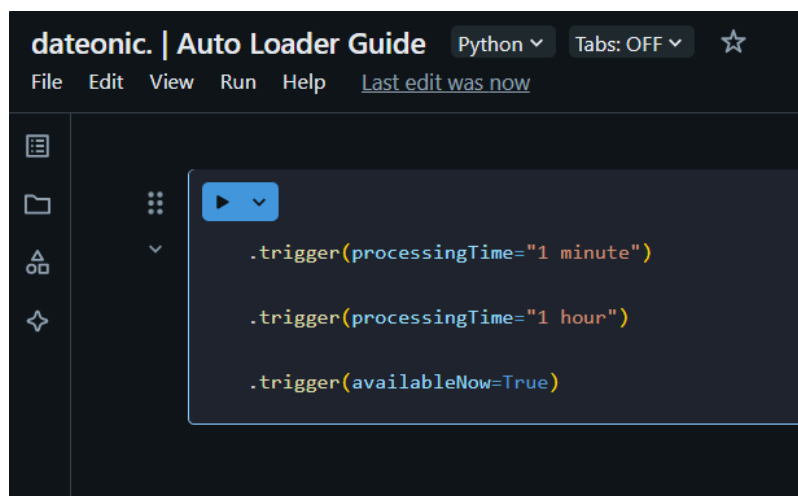 dateonic. | Auto Loader Guide Python Tabs: OFF
File Edit View Run Help Last edit was now
.trigger(processingTime="1 minute")
.trigger(processingTime="1 hour")
.trigger(availableNow=True)